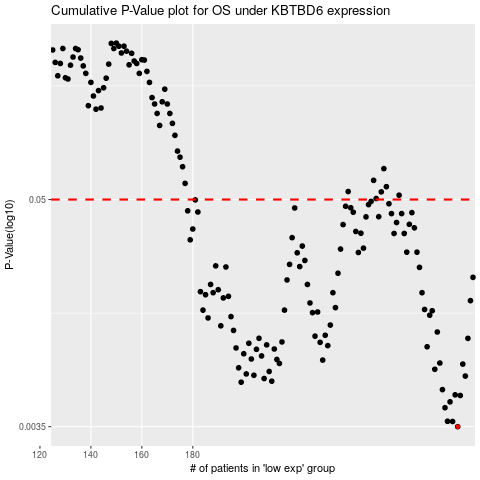 Cumulative P-Value plot for OS under KBTBD6 expression
P-Value(log10)
0.05
0.0035
120 140 160 180
# of patients in 'low exp' group